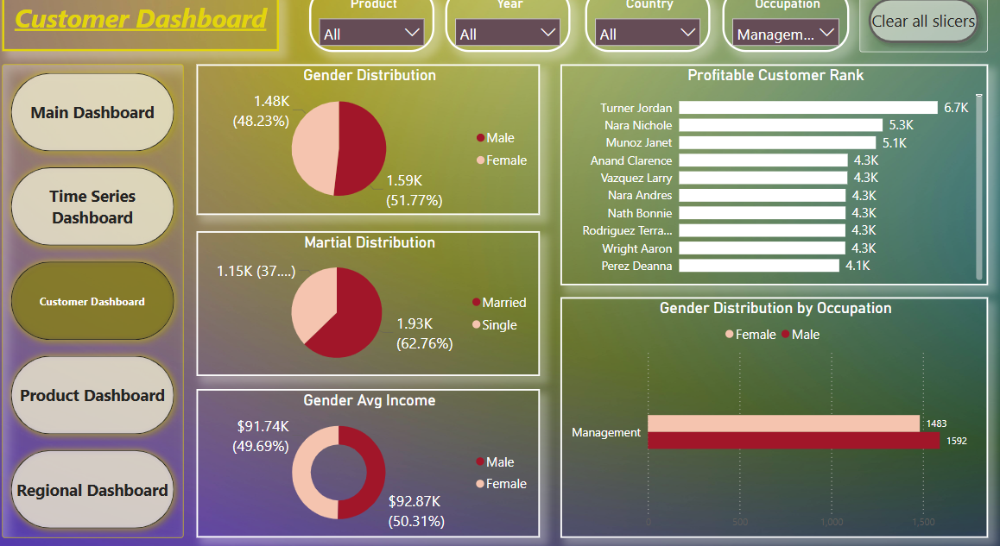 Customer Dashboard
Product
All
Year
All
Country
All
Occupation
Managem...
Clear all slicers
Main Dashboard
Time Series
Dashboard
Customer Dashboard
Product Dashboard
Regional Dashboard
Gender Distribution
1.48K
(48.23%)
1.59K
(51.77%)
Male
Female
Martial Distribution
1.15K (37....)
1.93K
(62.76%)
Married
Single
Gender Avg Income
$91.74K
(49.69%)
$92.87K
(50.31%)
Male
Female
Profitable Customer Rank
Turner Jordan 6.7K
Nara Nichole 5.3K
Munoz Janet 5.1K
Anand Clarence 4.3K
Vazquez Larry 4.3K
Nara Andres 4.3K
Nath Bonnie 4.3K
Rodriguez Terra... 4.3K
Wright Aaron 4.3K
Perez Deanna 4.1K
Gender Distribution by Occupation
Female Male
Management
1483
1592
0 500 1,000 1,500